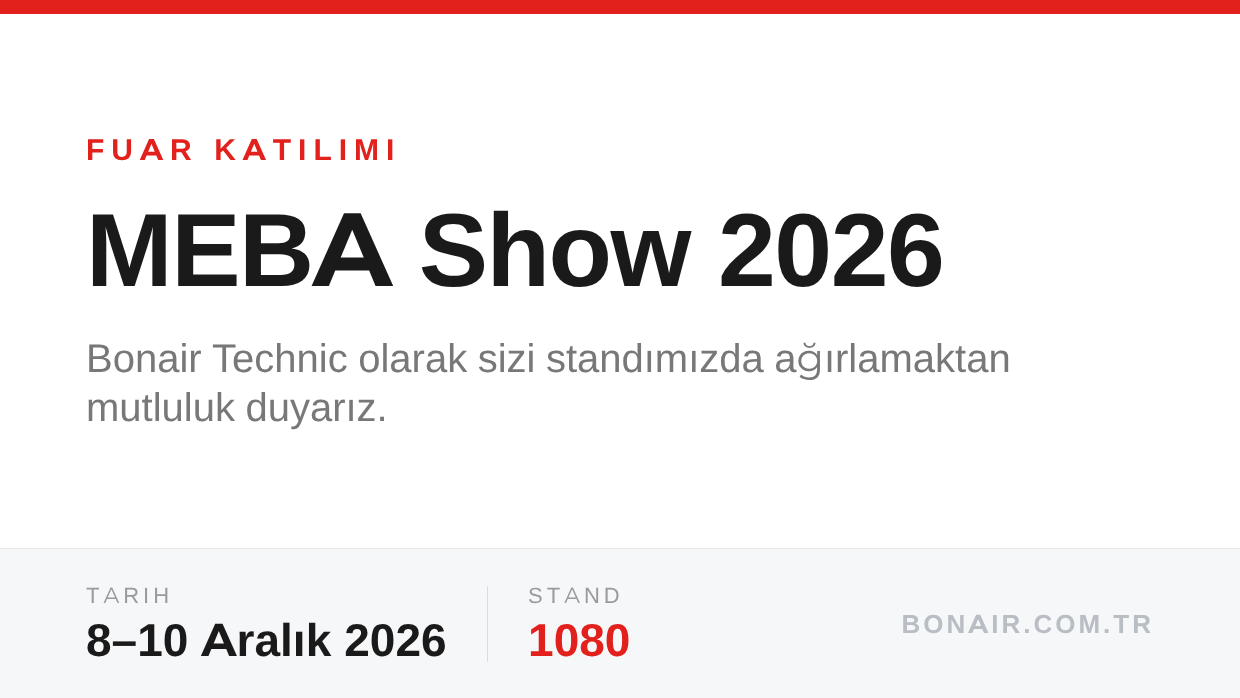 FUAR KATILIMI
MEBA Show 2026
Bonair Technic olarak sizi standımızda ağırlamaktan
mutluluk duyarız.
TARIH
8–10 Aralık 2026
STAND
1080
BONAIR.COM.TR